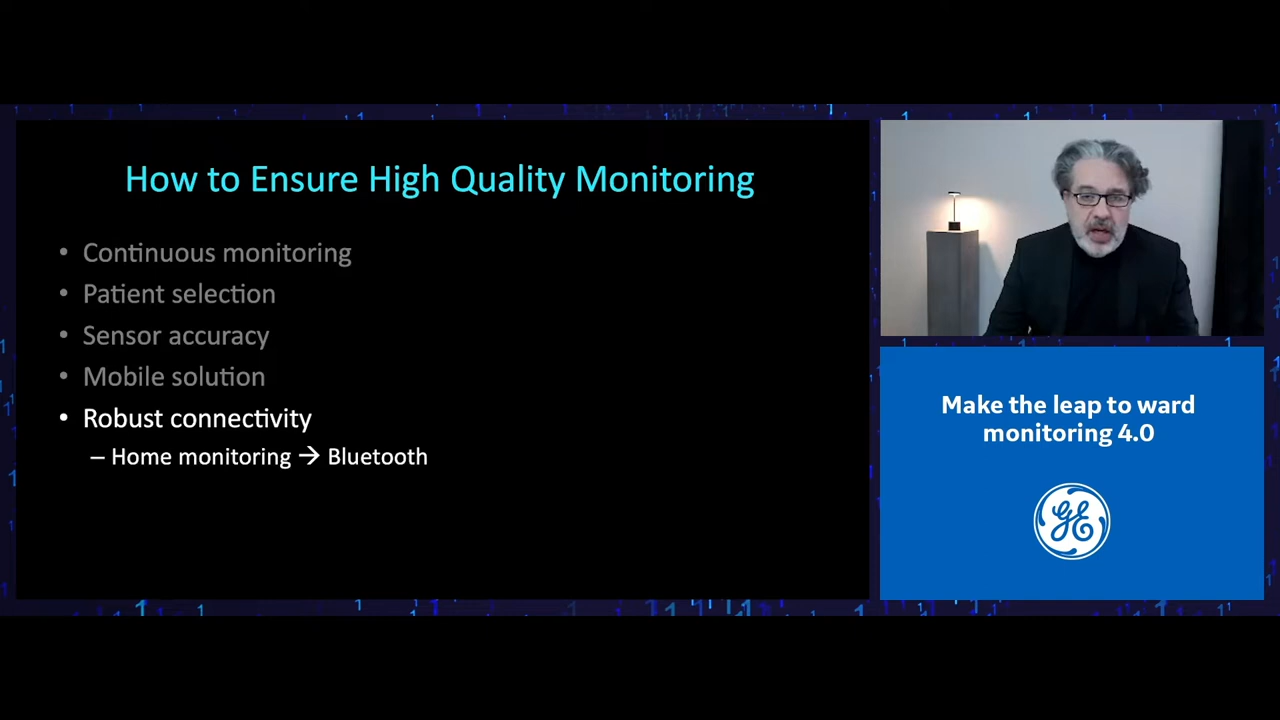 How to Ensure High Quality Monitoring
• Continuous monitoring
• Patient selection
• Sensor accuracy
• Mobile solution
• Robust connectivity
– Home monitoring → Bluetooth
Make the leap to ward
monitoring 4.0
GE